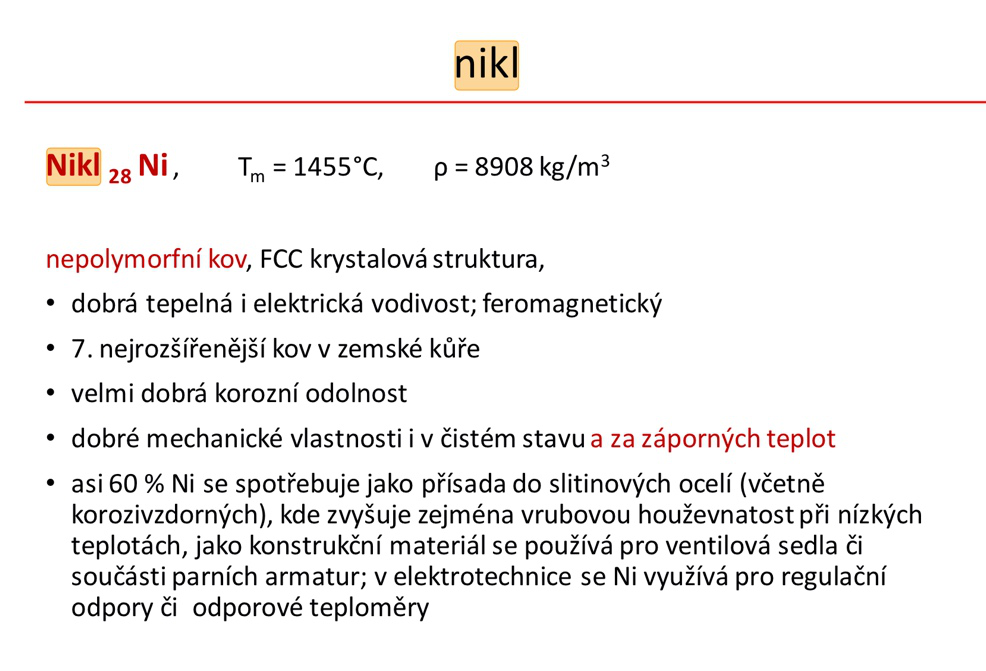 nikl
Nikl 28 Ni, Tm = 1455°C, ρ = 8908 kg/m³
nepolymorfní kov, FCC krystalová struktura,
• dobrá tepelná i elektrická vodivost; feromagnetický
• 7. nejrozšířenější kov v zemské kůře
• velmi dobrá korozní odolnost
• dobré mechanické vlastnosti i v čistém stavu a za záporných teplot
• asi 60 % Ni se spotřebuje jako přísada do slitinových ocelí (včetně
korozivzdorných), kde zvyšuje zejména vrubovou houževnatost při nízkých
teplotách, jako konstrukční materiál se používá pro ventilová sedla či
součásti parních armatur; v elektrotechnice se Ni využívá pro regulační
odpory či odporové teploměry